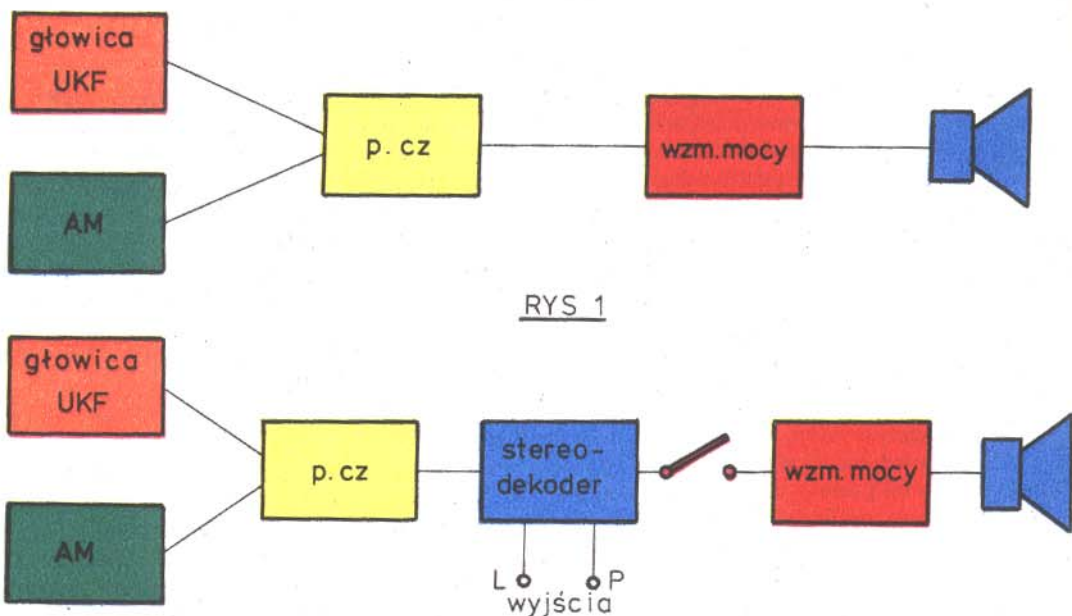 głowica
UKF
p. cz
wzm. mocy
AM
RYS 1
głowica
UKF
p. cz
stereo-
dekoder
wzm. mocy
AM
L P
wyjścia